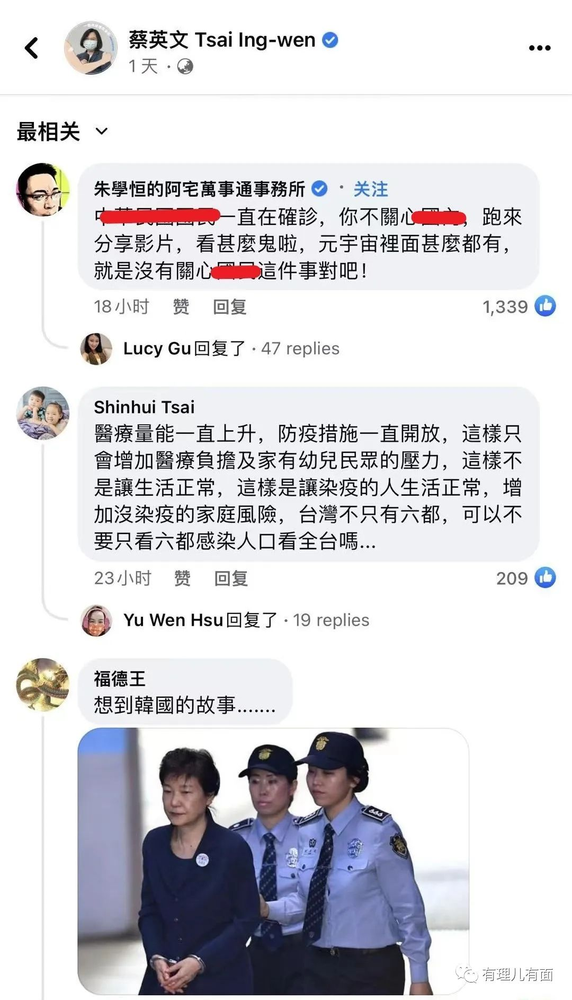 蔡英文 Tsai Ing-wen
1 天
最相关
朱學恒的阿宅萬事通事務所 · 关注
一直在確診，你不關心，跑來
分享影片，看甚麼鬼啦，元宇宙裡面甚麼都有，
就是沒有關心這件事對吧！
18小时 赞 回复 1,339
Lucy Gu回复了 · 47 replies
Shinhui Tsai
醫療量能一直上升，防疫措施一直開放，這樣只
會增加醫療負擔及家有幼兒民眾的壓力，這樣不
是讓生活正常，這樣是讓染疫的人生活正常，增
加沒染疫的家庭風險，台灣不只有六都，可以不
要只看六都感染人口看全台嗎...
23小时 赞 回复 209
Yu Wen Hsu回复了 · 19 replies
福德王
想到韓國的故事.......
有理儿有面